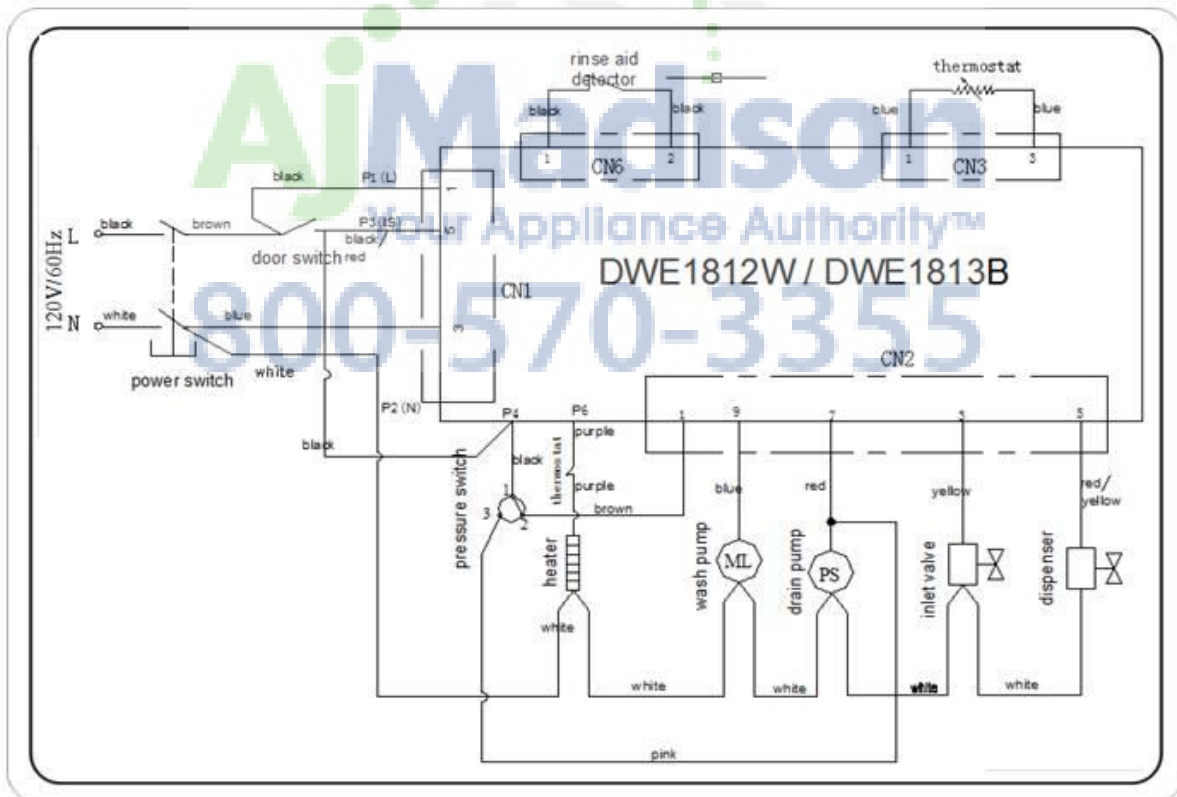 AjMadison
Your Appliance Authority™
800-570-3355
rinse aid
detector
thermostat
black
black
blue
blue
1
2
CN6
1
3
CN3
black
P1 (L)
1
black
L
brown
P3(IS)
5
black/
red
door switch
DWE1812W / DWE1813B
120V/60Hz
CN1
white
N
blue
3
power switch
white
CN2
P2 (N)
P4
P6
1
9
7
3
5
purple
black
black
thermostat
purple
brown
blue
red
yellow
red/
yellow
pressure switch
1
3
2
heater
wash pump
ML
drain pump
PS
inlet valve
dispenser
white
white
white
white
white
pink